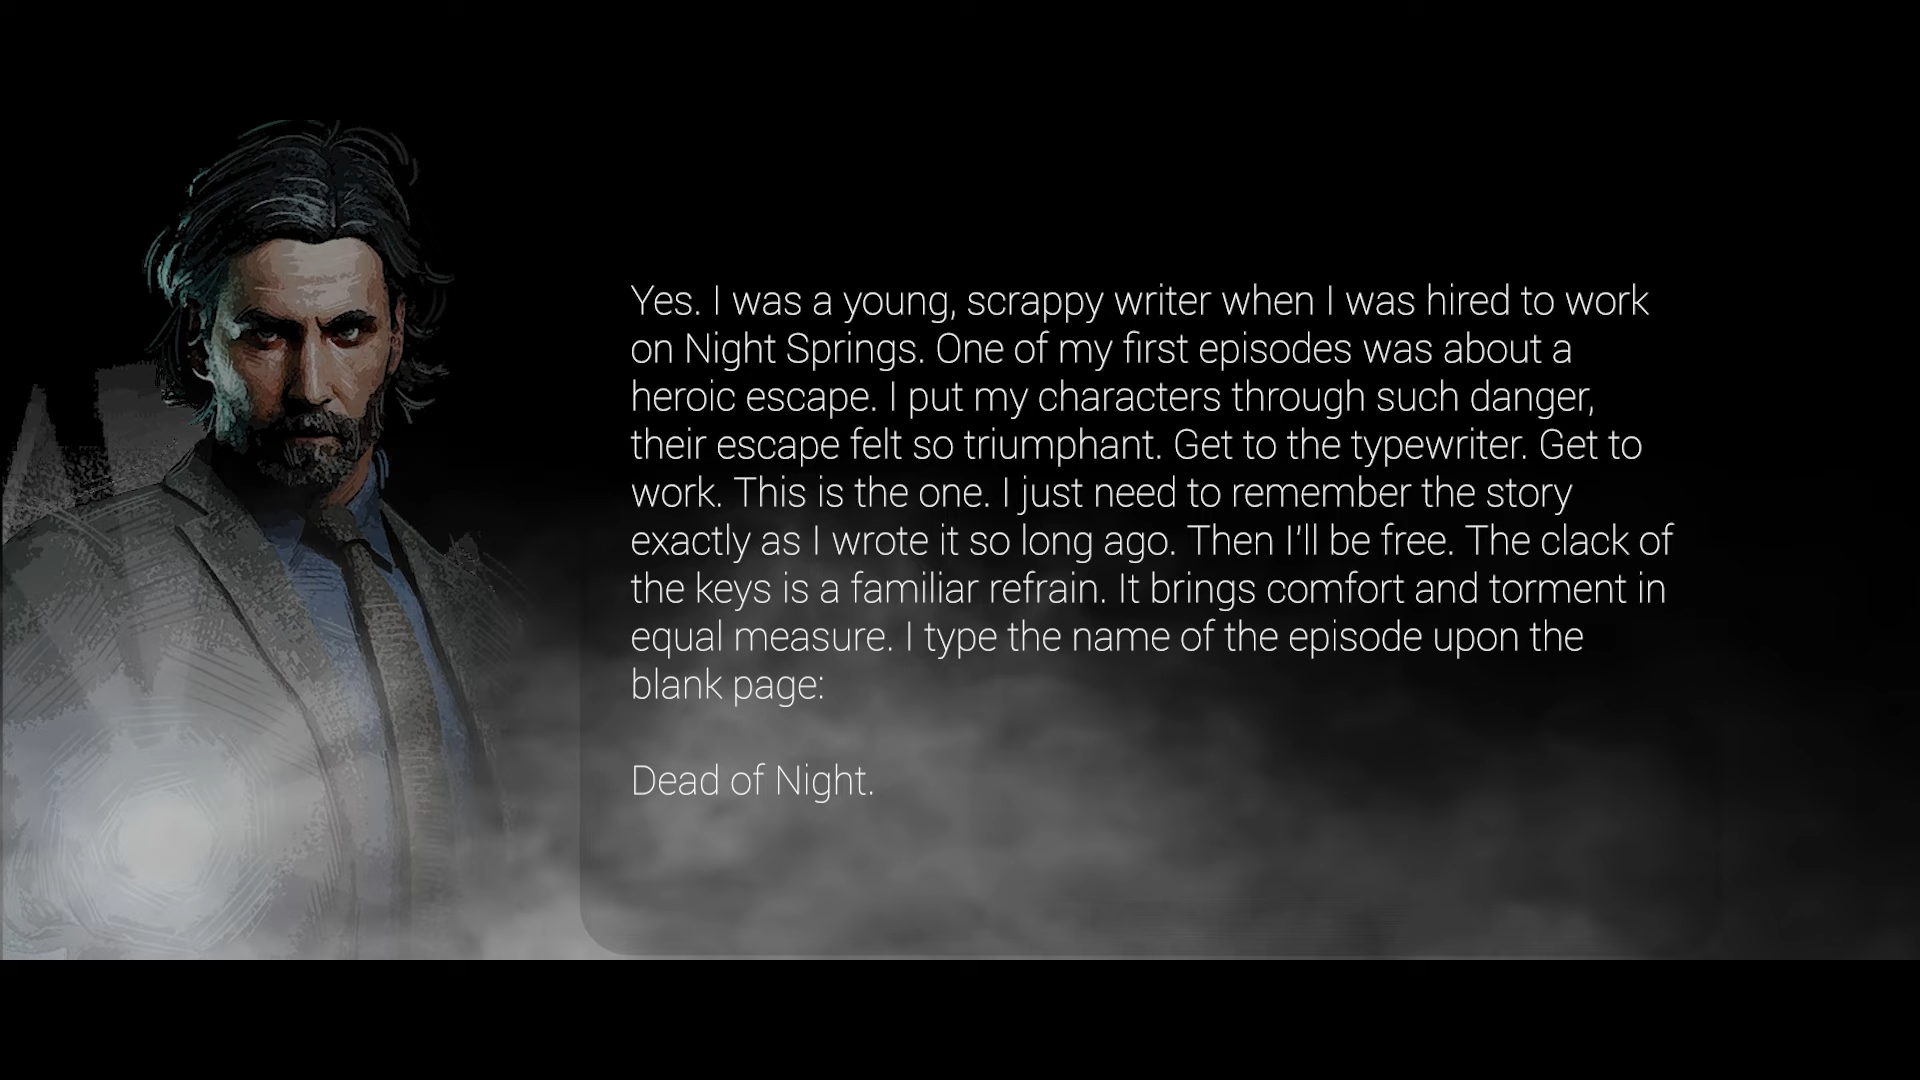 Yes. I was a young, scrappy writer when I was hired to work
on Night Springs. One of my first episodes was about a
heroic escape. I put my characters through such danger,
their escape felt so triumphant. Get to the typewriter. Get to
work. This is the one. I just need to remember the story
exactly as I wrote it so long ago. Then I'll be free. The clack of
the keys is a familiar refrain. It brings comfort and torment in
equal measure. I type the name of the episode upon the
blank page:
Dead of Night.